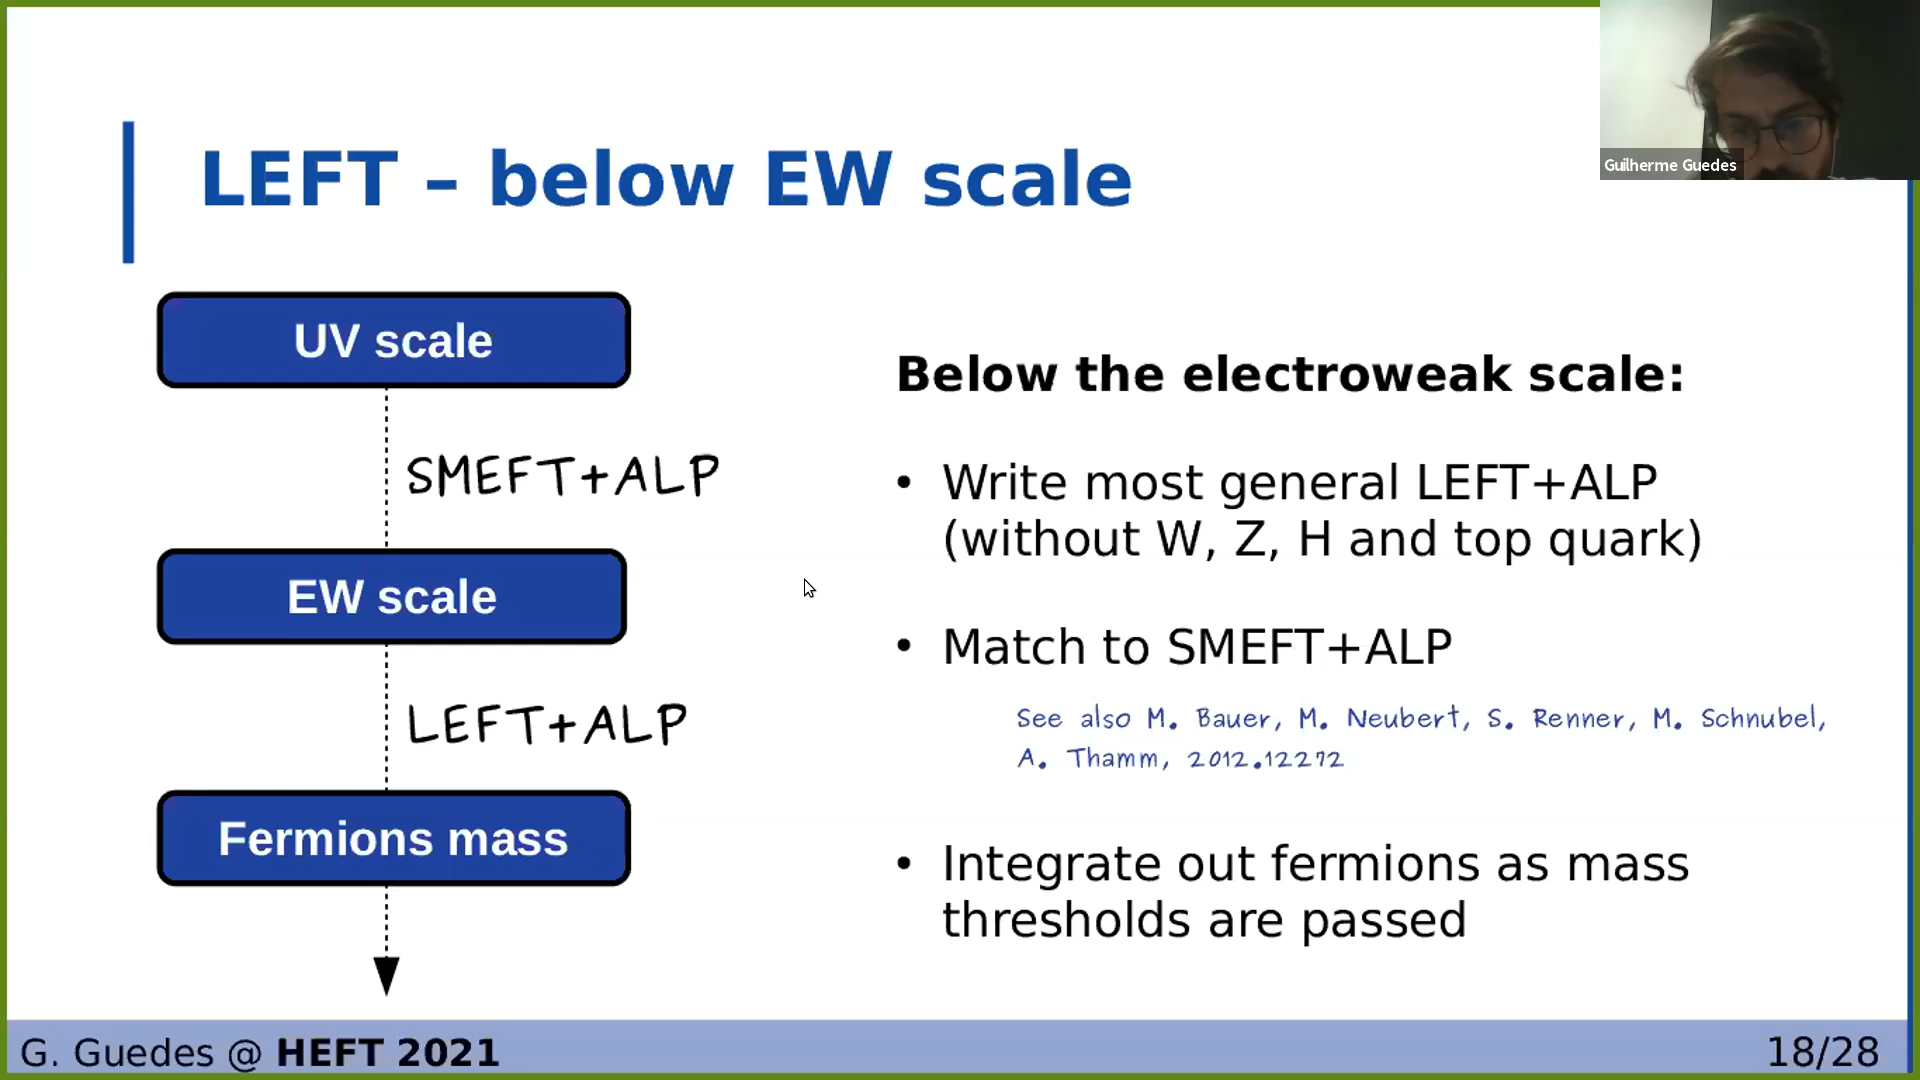 Guilherme Guedes
LEFT – below EW scale
UV scale
SMEFT+ALP
EW scale
LEFT+ALP
Fermions mass
Below the electroweak scale:
• Write most general LEFT+ALP
(without W, Z, H and top quark)
• Match to SMEFT+ALP
See also M. Bauer, M. Neubert, S. Renner, M. Schnubel,
A. Thamm, 2012.12272
• Integrate out fermions as mass
thresholds are passed
G. Guedes @ HEFT 2021
18/28